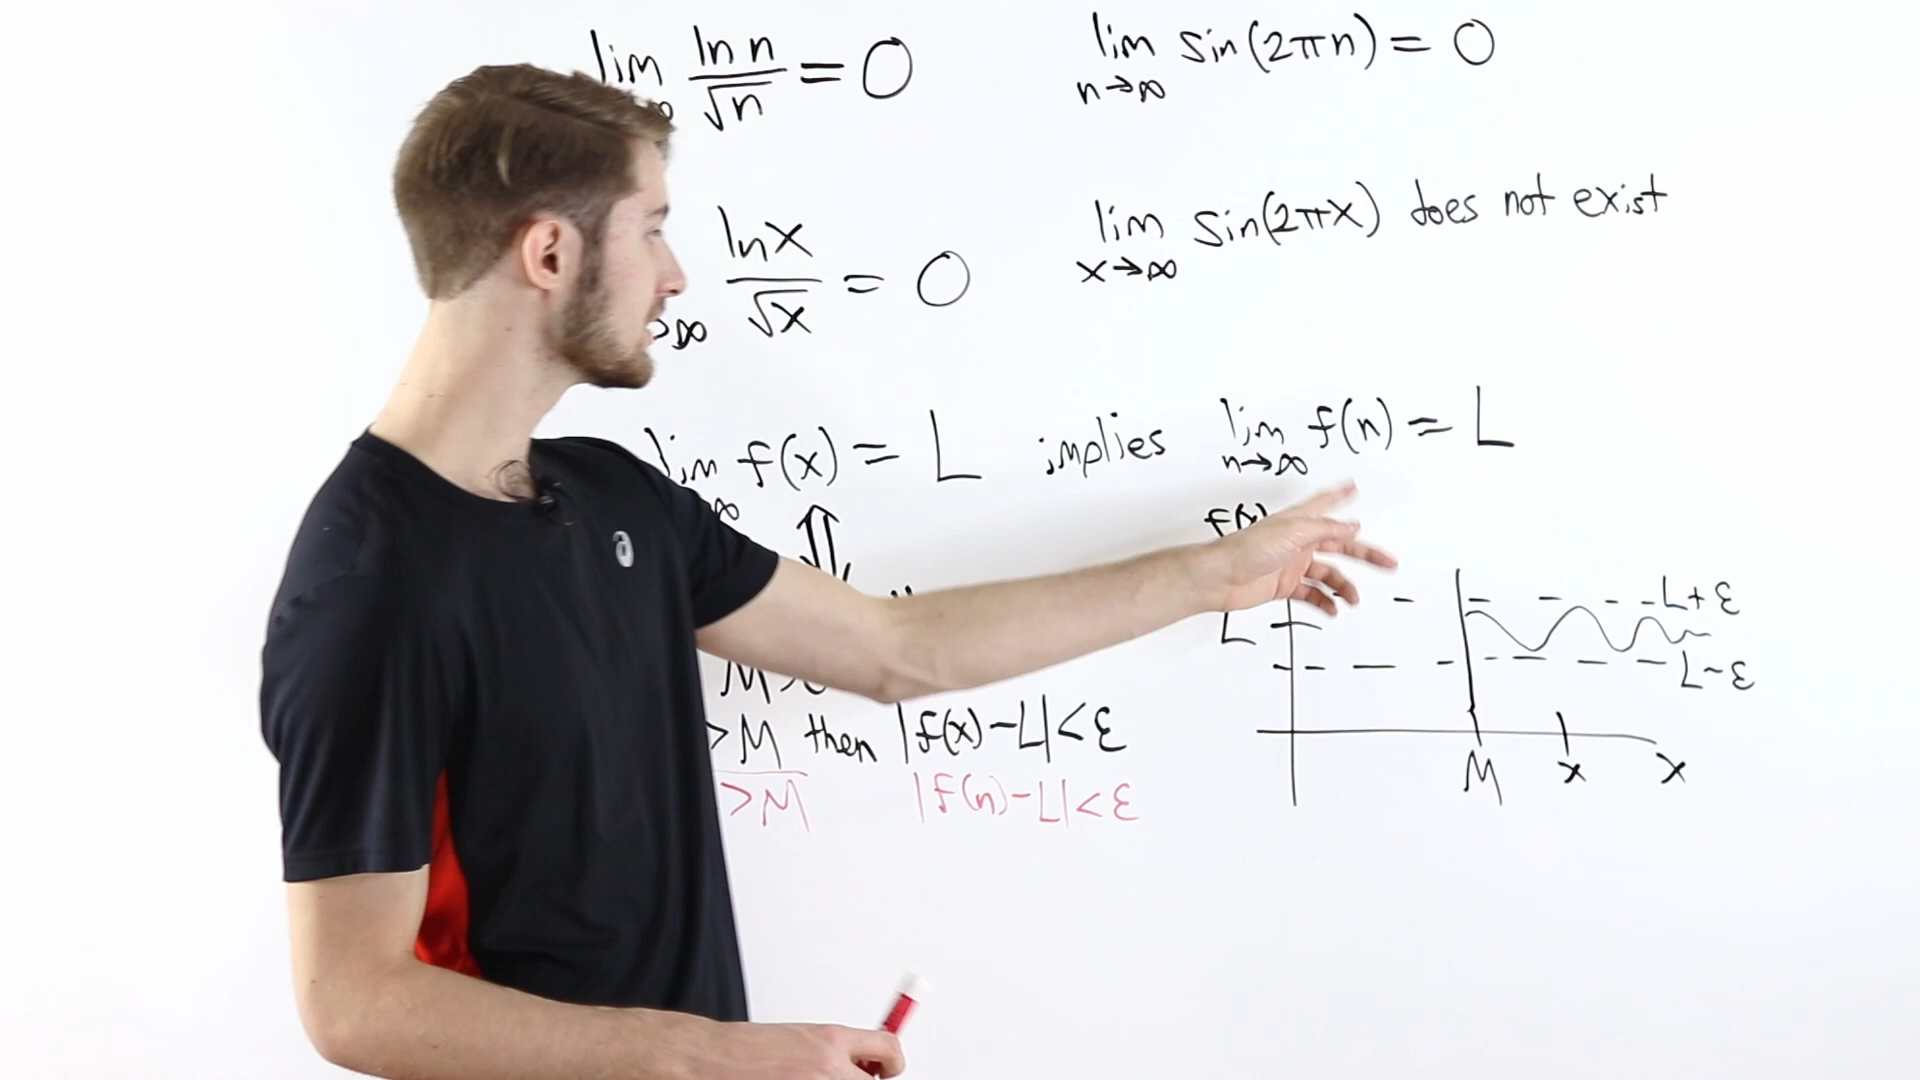 lim ln n / √n = 0
lim n→∞ sin(2πn) = 0
ln x / √x = 0
→∞
lim x→∞ sin(2πx) does not exist
lim f(x) = L implies lim n→∞ f(n) = L
∞
⇕
f(x)
L+ε
L
L-ε
M x x
M>
>M then |f(x)-L|<ε
>M |f(n)-L|<ε